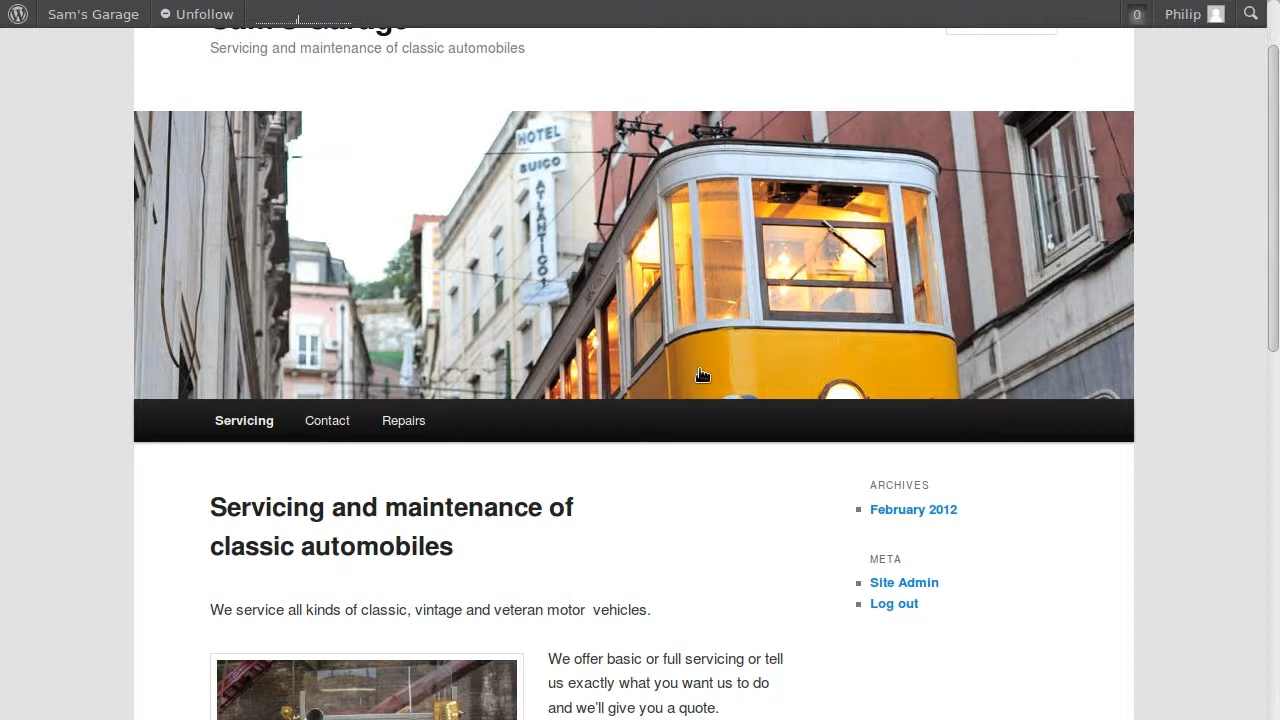 Sam's Garage
Unfollow
0
Philip
Sam's Garage
Servicing and maintenance of classic automobiles
HOTEL
SUICO
ATLANTICO
Servicing
Contact
Repairs
Servicing and maintenance of
classic automobiles
We service all kinds of classic, vintage and veteran motor vehicles.
We offer basic or full servicing or tell
us exactly what you want us to do
and we'll give you a quote.
ARCHIVES
February 2012
META
Site Admin
Log out